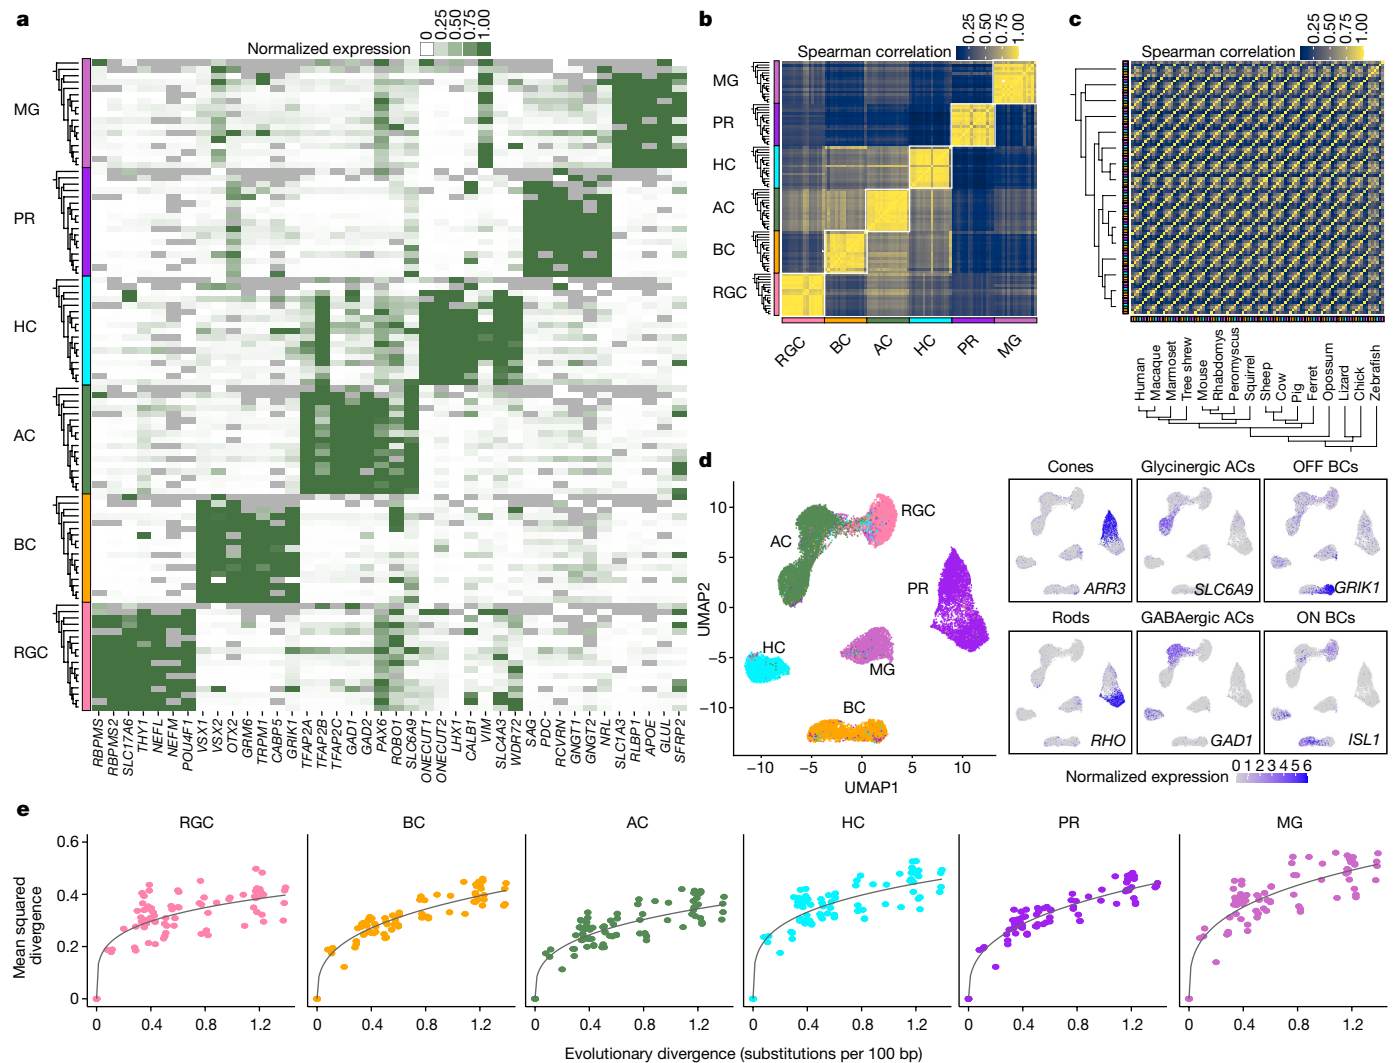 a
Normalized expression
0
0.25
0.50
0.75
1.00
MG
PR
HC
AC
BC
RGC
RBPMS
RBPMS2
SLC17A6
THY1
NEFL
NEFM
POU4F1
VSX1
VSX2
OTX2
GRM6
TRPM1
CABP5
GRIK1
TFAP2A
TFAP2B
TFAP2C
GAD1
GAD2
PAX6
ROBO1
SLC6A9
ONECUT1
ONECUT2
LHX1
CALB1
VIM
SLC4A3
WDR72
SAG
PDC
RCVRN
GNGT1
GNGT2
NRL
SLC1A3
RLBP1
APOE
GLUL
SFRP2
b
Spearman correlation
0.25
0.50
0.75
1.00
MG
PR
HC
AC
BC
RGC
RGC
BC
AC
HC
PR
MG
c
Spearman correlation
0.25
0.50
0.75
1.00
Human
Macaque
Marmoset
Tree shrew
Mouse
Rhabdomys
Peromyscus
Squirrel
Sheep
Cow
Pig
Ferret
Opossum
Lizard
Chick
Zebrafish
d
UMAP2
10
5
0
−5
−10
RGC
AC
PR
HC
MG
BC
−10
−5
0
5
10
UMAP1
Cones
Glycinergic ACs
OFF BCs
ARR3
SLC6A9
GRIK1
Rods
GABAergic ACs
ON BCs
RHO
GAD1
ISL1
Normalized expression
0 1 2 3 4 5 6
e
Mean squared
divergence
0.6
0.4
0.2
0
RGC
BC
AC
HC
PR
MG
0 0.4 0.8 1.2
0 0.4 0.8 1.2
0 0.4 0.8 1.2
0 0.4 0.8 1.2
0 0.4 0.8 1.2
0 0.4 0.8 1.2
Evolutionary divergence (substitutions per 100 bp)